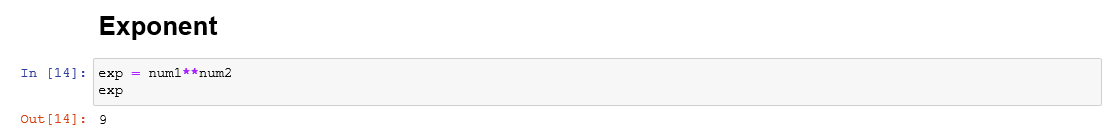 Exponent
In [14]: exp = num1**num2
exp
Out[14]: 9